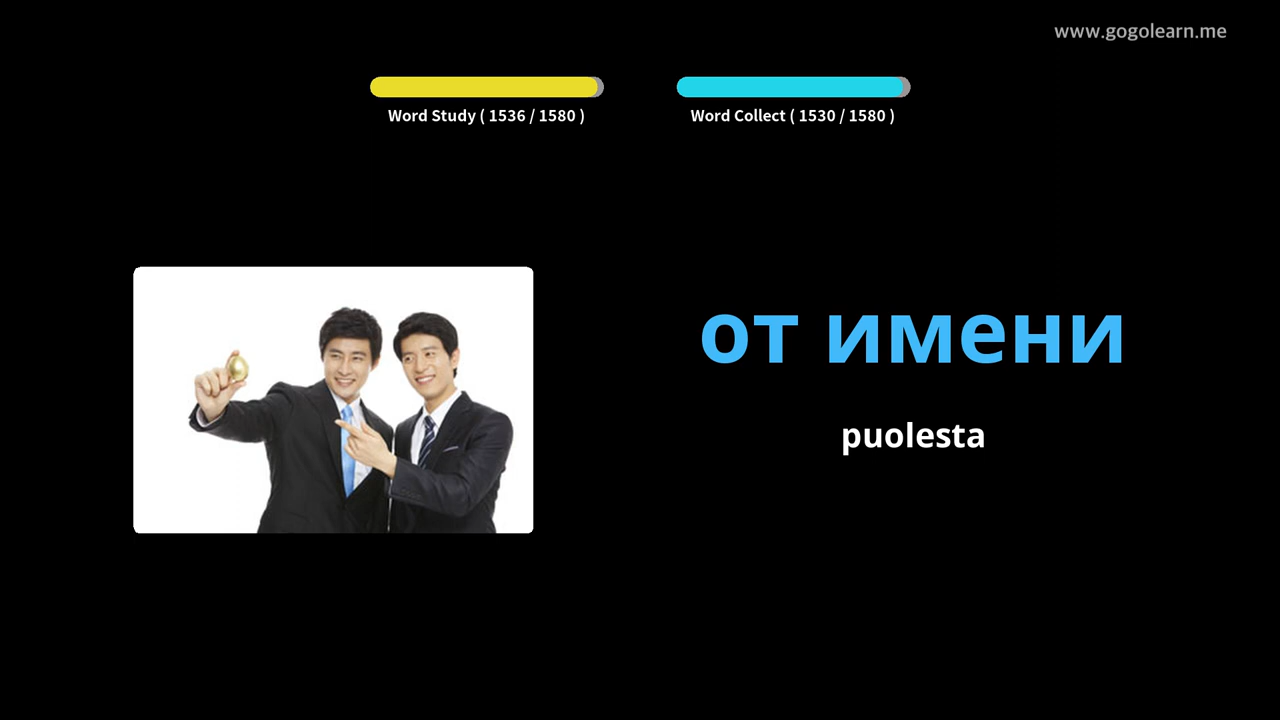 www.gogolearn.me
Word Study ( 1536 / 1580 )
Word Collect ( 1530 / 1580 )
от имени
puolesta